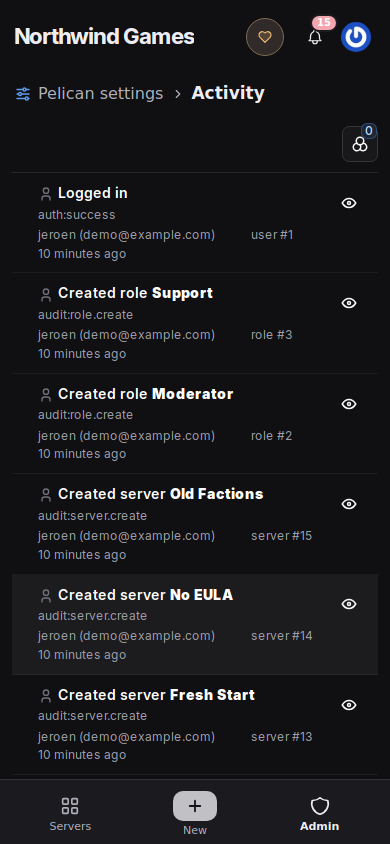 Northwind Games
15
Pelican settings > Activity
0
Logged in
auth:success
jeroen (demo@example.com) user #1
10 minutes ago
Created role Support
audit:role.create
jeroen (demo@example.com) role #3
10 minutes ago
Created role Moderator
audit:role.create
jeroen (demo@example.com) role #2
10 minutes ago
Created server Old Factions
audit:server.create
jeroen (demo@example.com) server #15
10 minutes ago
Created server No EULA
audit:server.create
jeroen (demo@example.com) server #14
10 minutes ago
Created server Fresh Start
audit:server.create
jeroen (demo@example.com) server #13
10 minutes ago
Servers New Admin